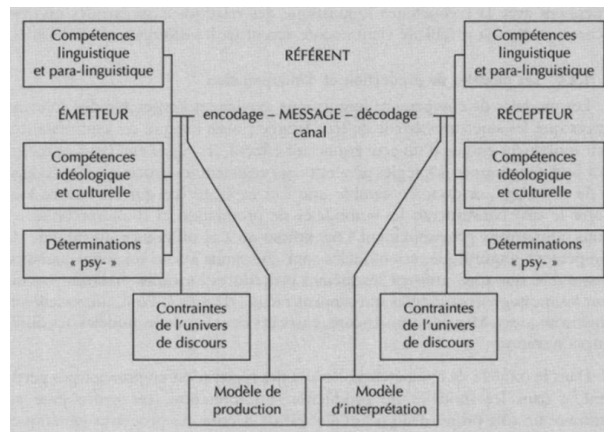 Compétences
linguistique
et para-linguistique
RÉFÉRENT
Compétences
linguistique
et para-linguistique
ÉMETTEUR
encodage – MESSAGE – décodage
canal
RÉCEPTEUR
Compétences
idéologique
et culturelle
Compétences
idéologique
et culturelle
Déterminations
« psy- »
Déterminations
« psy- »
Contraintes
de l'univers
de discours
Contraintes
de l'univers
de discours
Modèle de
production
Modèle
d'interprétation